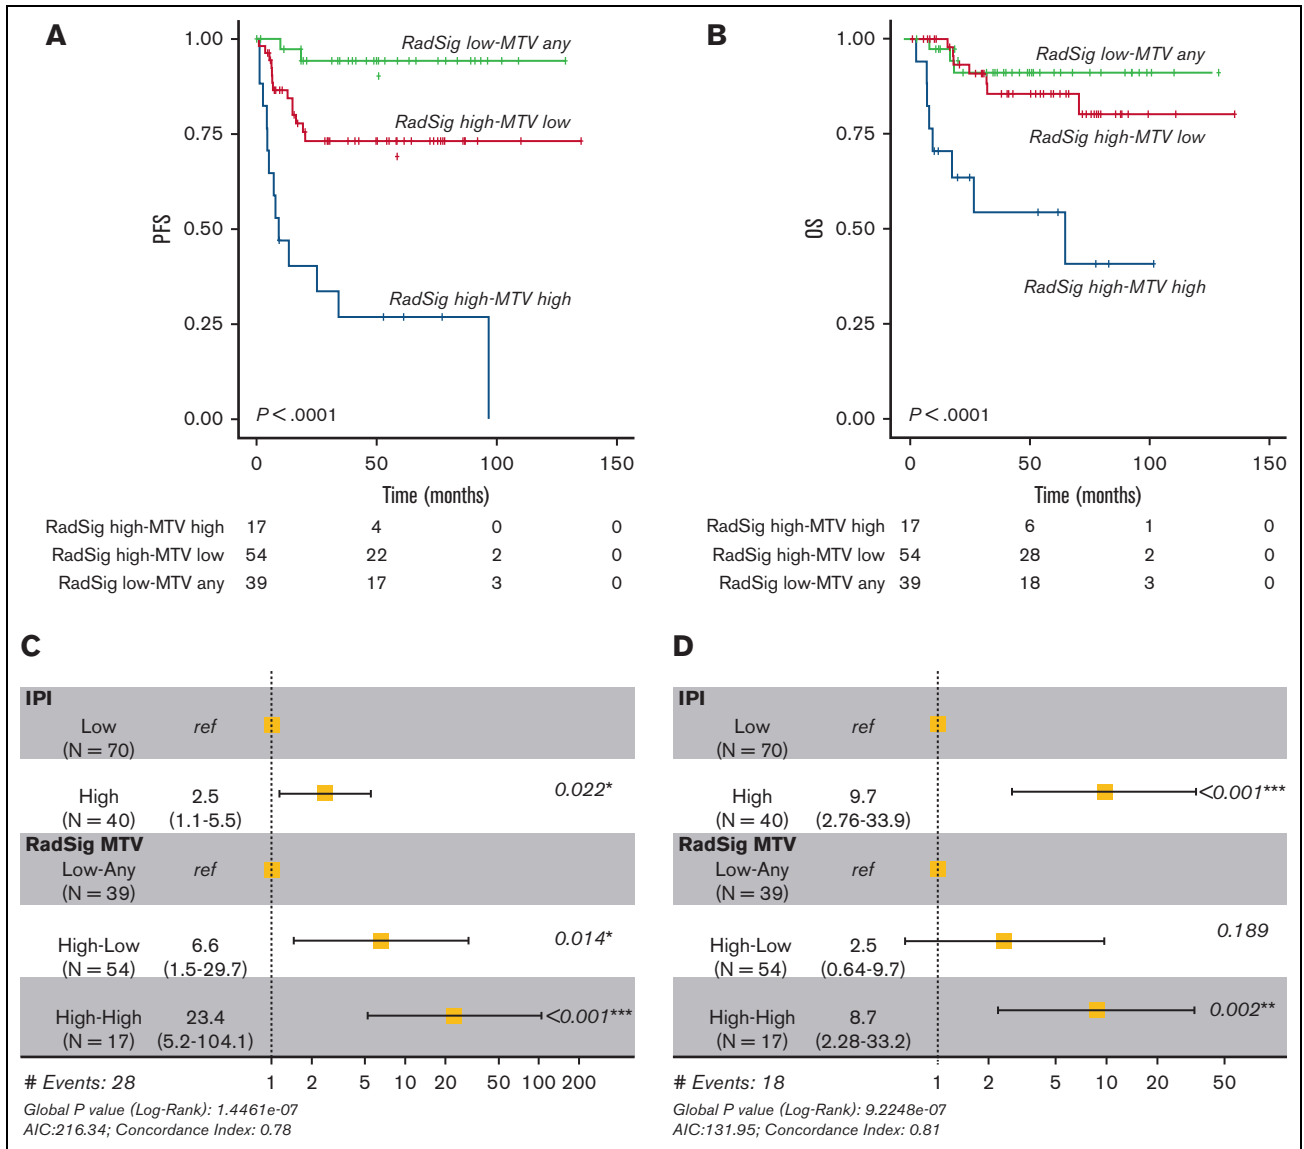 A
1.00
0.75
0.50
0.25
0.00
PFS
RadSig low-MTV any
RadSig high-MTV low
RadSig high-MTV high
P < .0001
0 50 100 150
Time (months)
RadSig high-MTV high 17 4 0 0
RadSig high-MTV low 54 22 2 0
RadSig low-MTV any 39 17 3 0
B
1.00
0.75
0.50
0.25
0.00
OS
RadSig low-MTV any
RadSig high-MTV low
RadSig high-MTV high
P < .0001
0 50 100 150
Time (months)
RadSig high-MTV high 17 6 1 0
RadSig high-MTV low 54 28 2 0
RadSig low-MTV any 39 18 3 0
C
IPI
Low ref
(N = 70)
High 2.5 0.022*
(N = 40) (1.1-5.5)
RadSig MTV
Low-Any ref
(N = 39)
High-Low 6.6 0.014*
(N = 54) (1.5-29.7)
High-High 23.4 <0.001***
(N = 17) (5.2-104.1)
1 2 5 10 20 50 100 200
# Events: 28
Global P value (Log-Rank): 1.4461e-07
AIC:216.34; Concordance Index: 0.78
D
IPI
Low ref
(N = 70)
High 9.7 <0.001***
(N = 40) (2.76-33.9)
RadSig MTV
Low-Any ref
(N = 39)
High-Low 2.5 0.189
(N = 54) (0.64-9.7)
High-High 8.7 0.002**
(N = 17) (2.28-33.2)
1 2 5 10 20 50
# Events: 18
Global P value (Log-Rank): 9.2248e-07
AIC:131.95; Concordance Index: 0.81